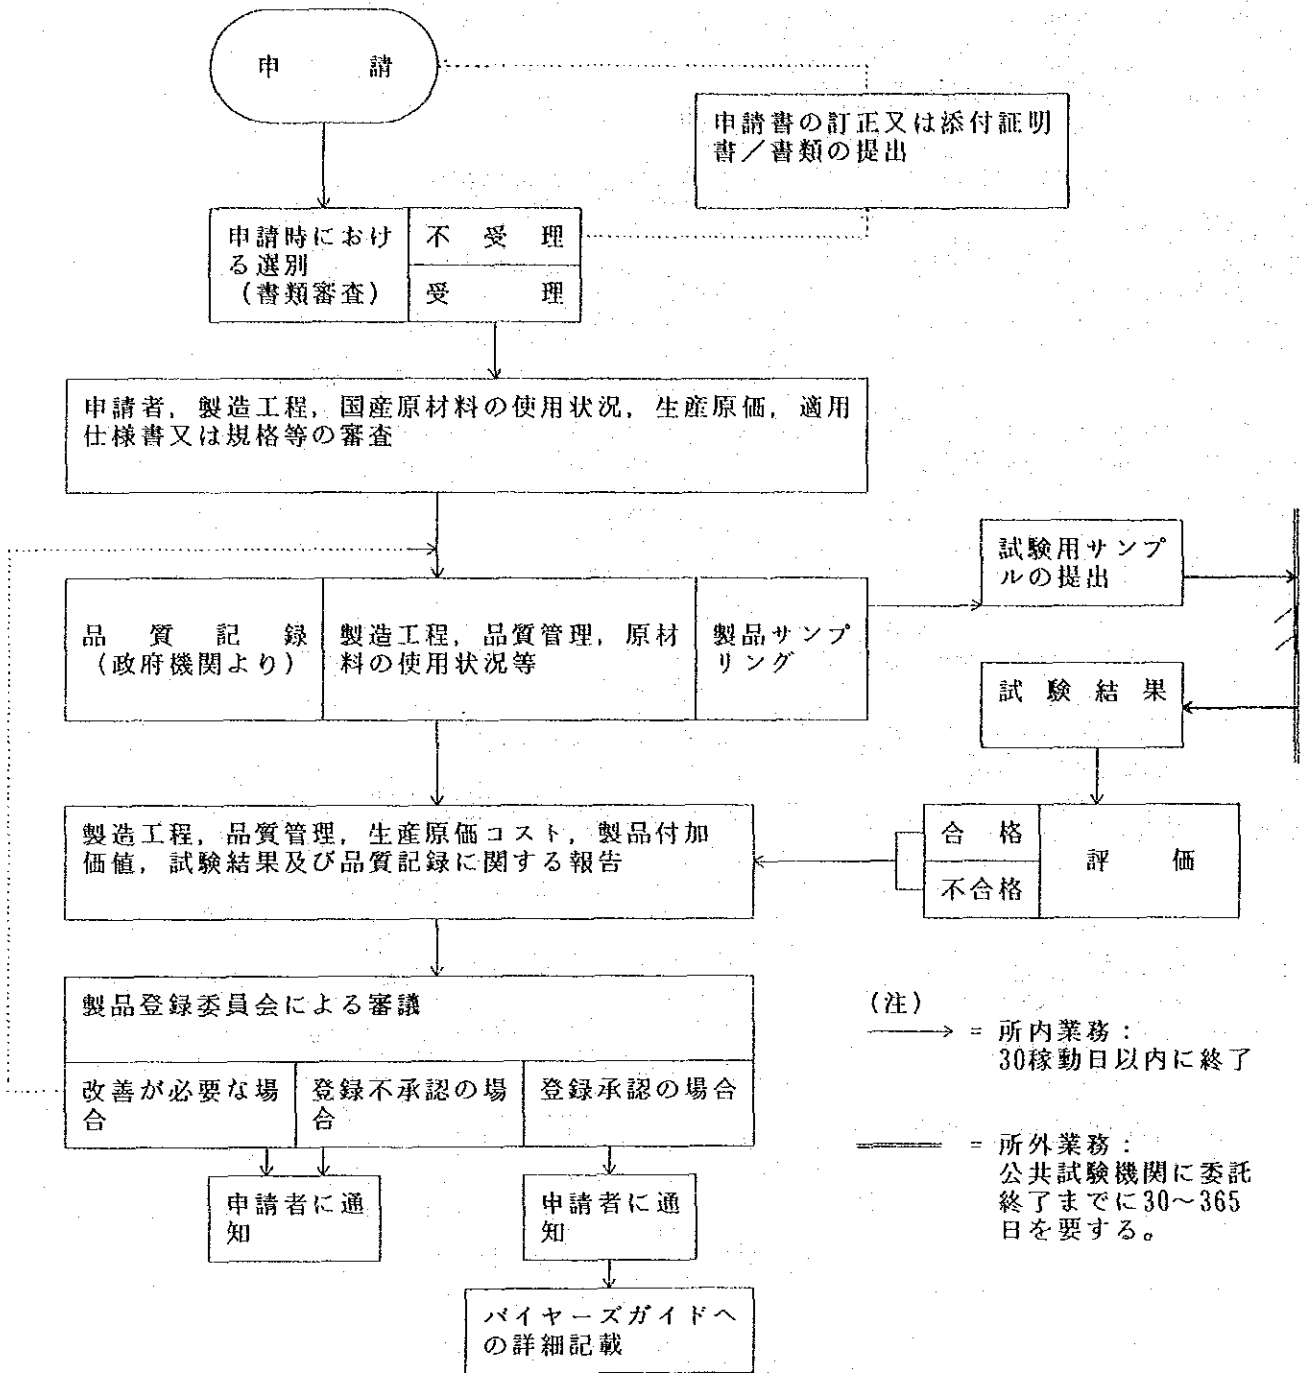 申　請
申請書の訂正又は添付証明
書／書類の提出
申請時におけ
る選別
（書類審査）
不　受　理
受　理
申請者，製造工程，国産原材料の使用状況，生産原価，適用
仕様書又は規格等の審査
試験用サンプ
ルの提出
品　質　記　録
（政府機関より）
製造工程，品質管理，原材
料の使用状況等
製品サンプ
リング
試　験　結　果
製造工程，品質管理，生産原価コスト，製品付加
価値，試験結果及び品質記録に関する報告
合　格
不合格
評　価
製品登録委員会による審議
改善が必要な場
合
登録不承認の場
合
登録承認の場合
申請者に通
知
申請者に通
知
バイヤーズガイドへ
の詳細記載
（注）
＝ 所内業務：
30稼動日以内に終了
＝ 所外業務：
公共試験機関に委託
終了までに30～365
日を要する。